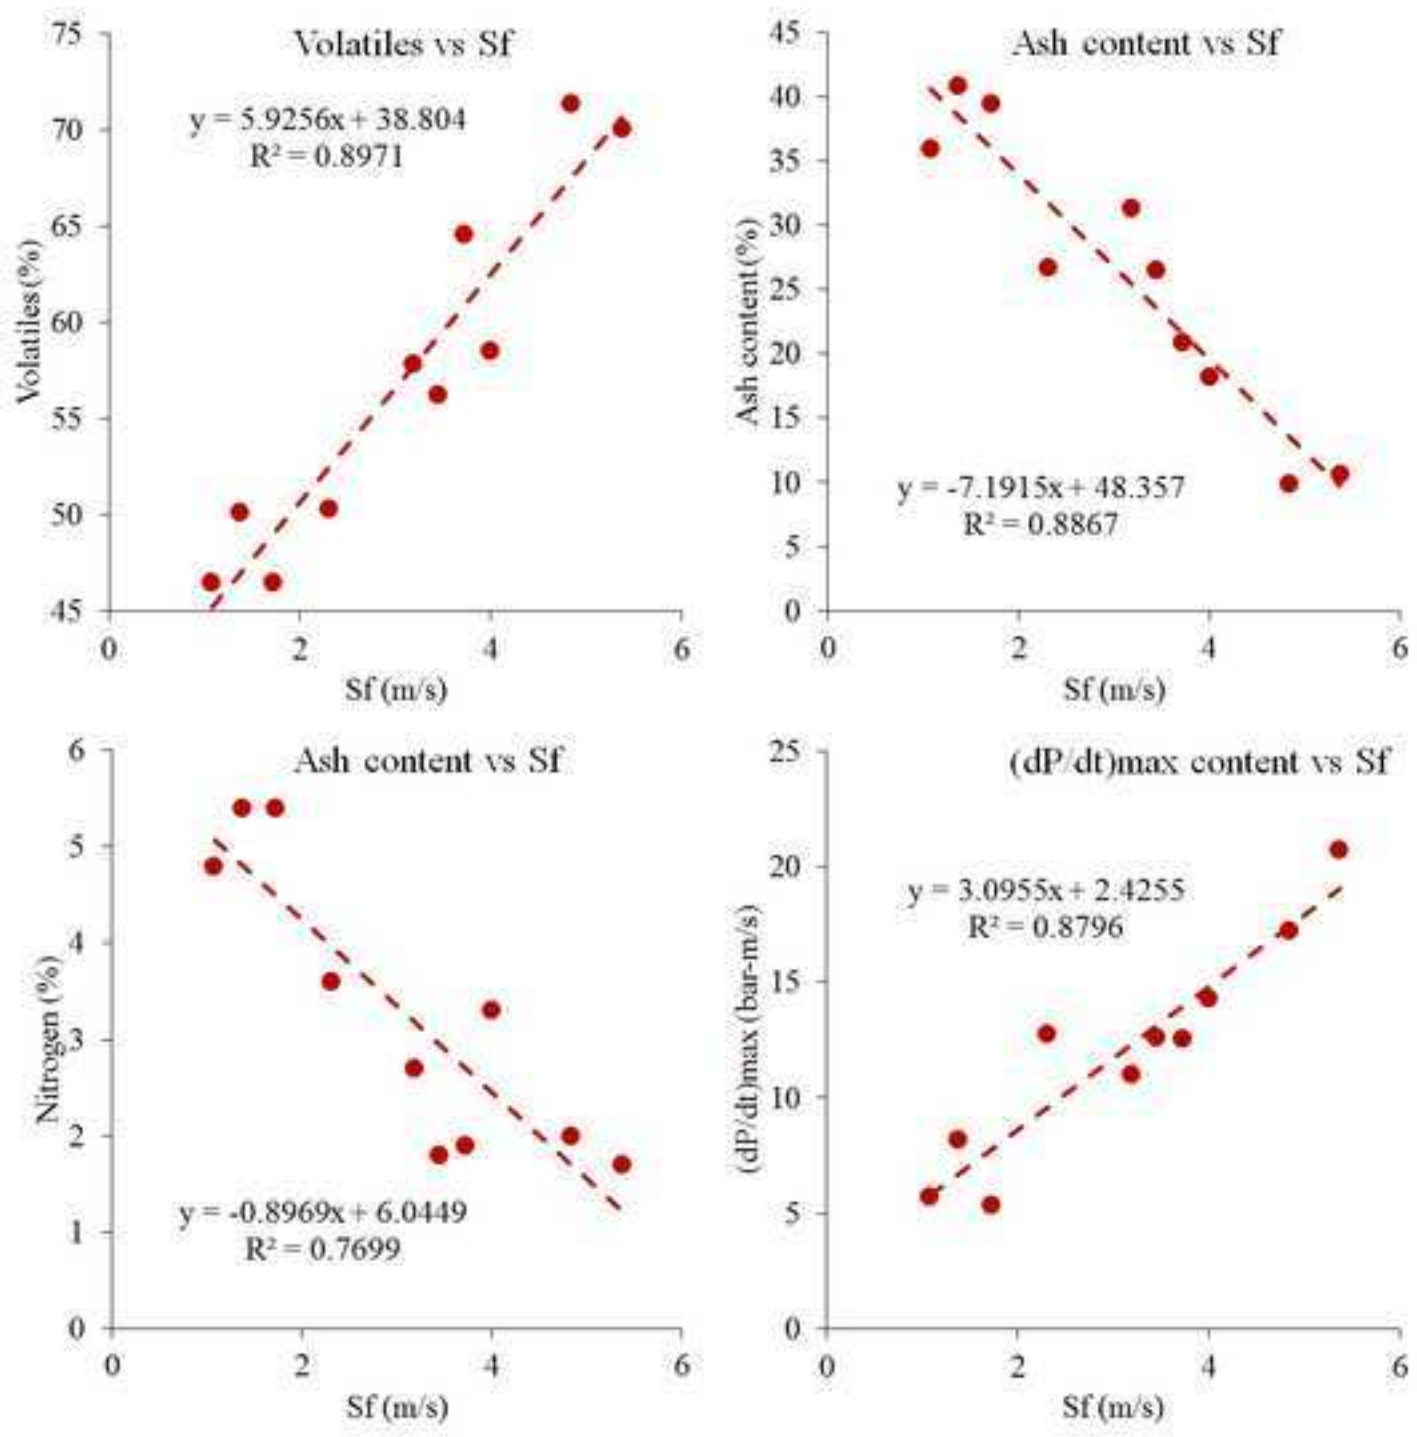 Volatiles vs Sf
y = 5.9256x + 38.804
R² = 0.8971
75
70
65
60
55
50
45
Volatiles (%)
0 2 4 6
Sf (m/s)
Ash content vs Sf
45
40
35
30
25
20
15
10
5
0
Ash content (%)
y = -7.1915x + 48.357
R² = 0.8867
0 2 4 6
Sf (m/s)
Ash content vs Sf
6
5
4
3
2
1
0
Nitrogen (%)
y = -0.8969x + 6.0449
R² = 0.7699
0 2 4 6
Sf (m/s)
(dP/dt)max content vs Sf
25
20
15
10
5
0
(dP/dt)max (bar-m/s)
y = 3.0955x + 2.4255
R² = 0.8796
0 2 4 6
Sf (m/s)